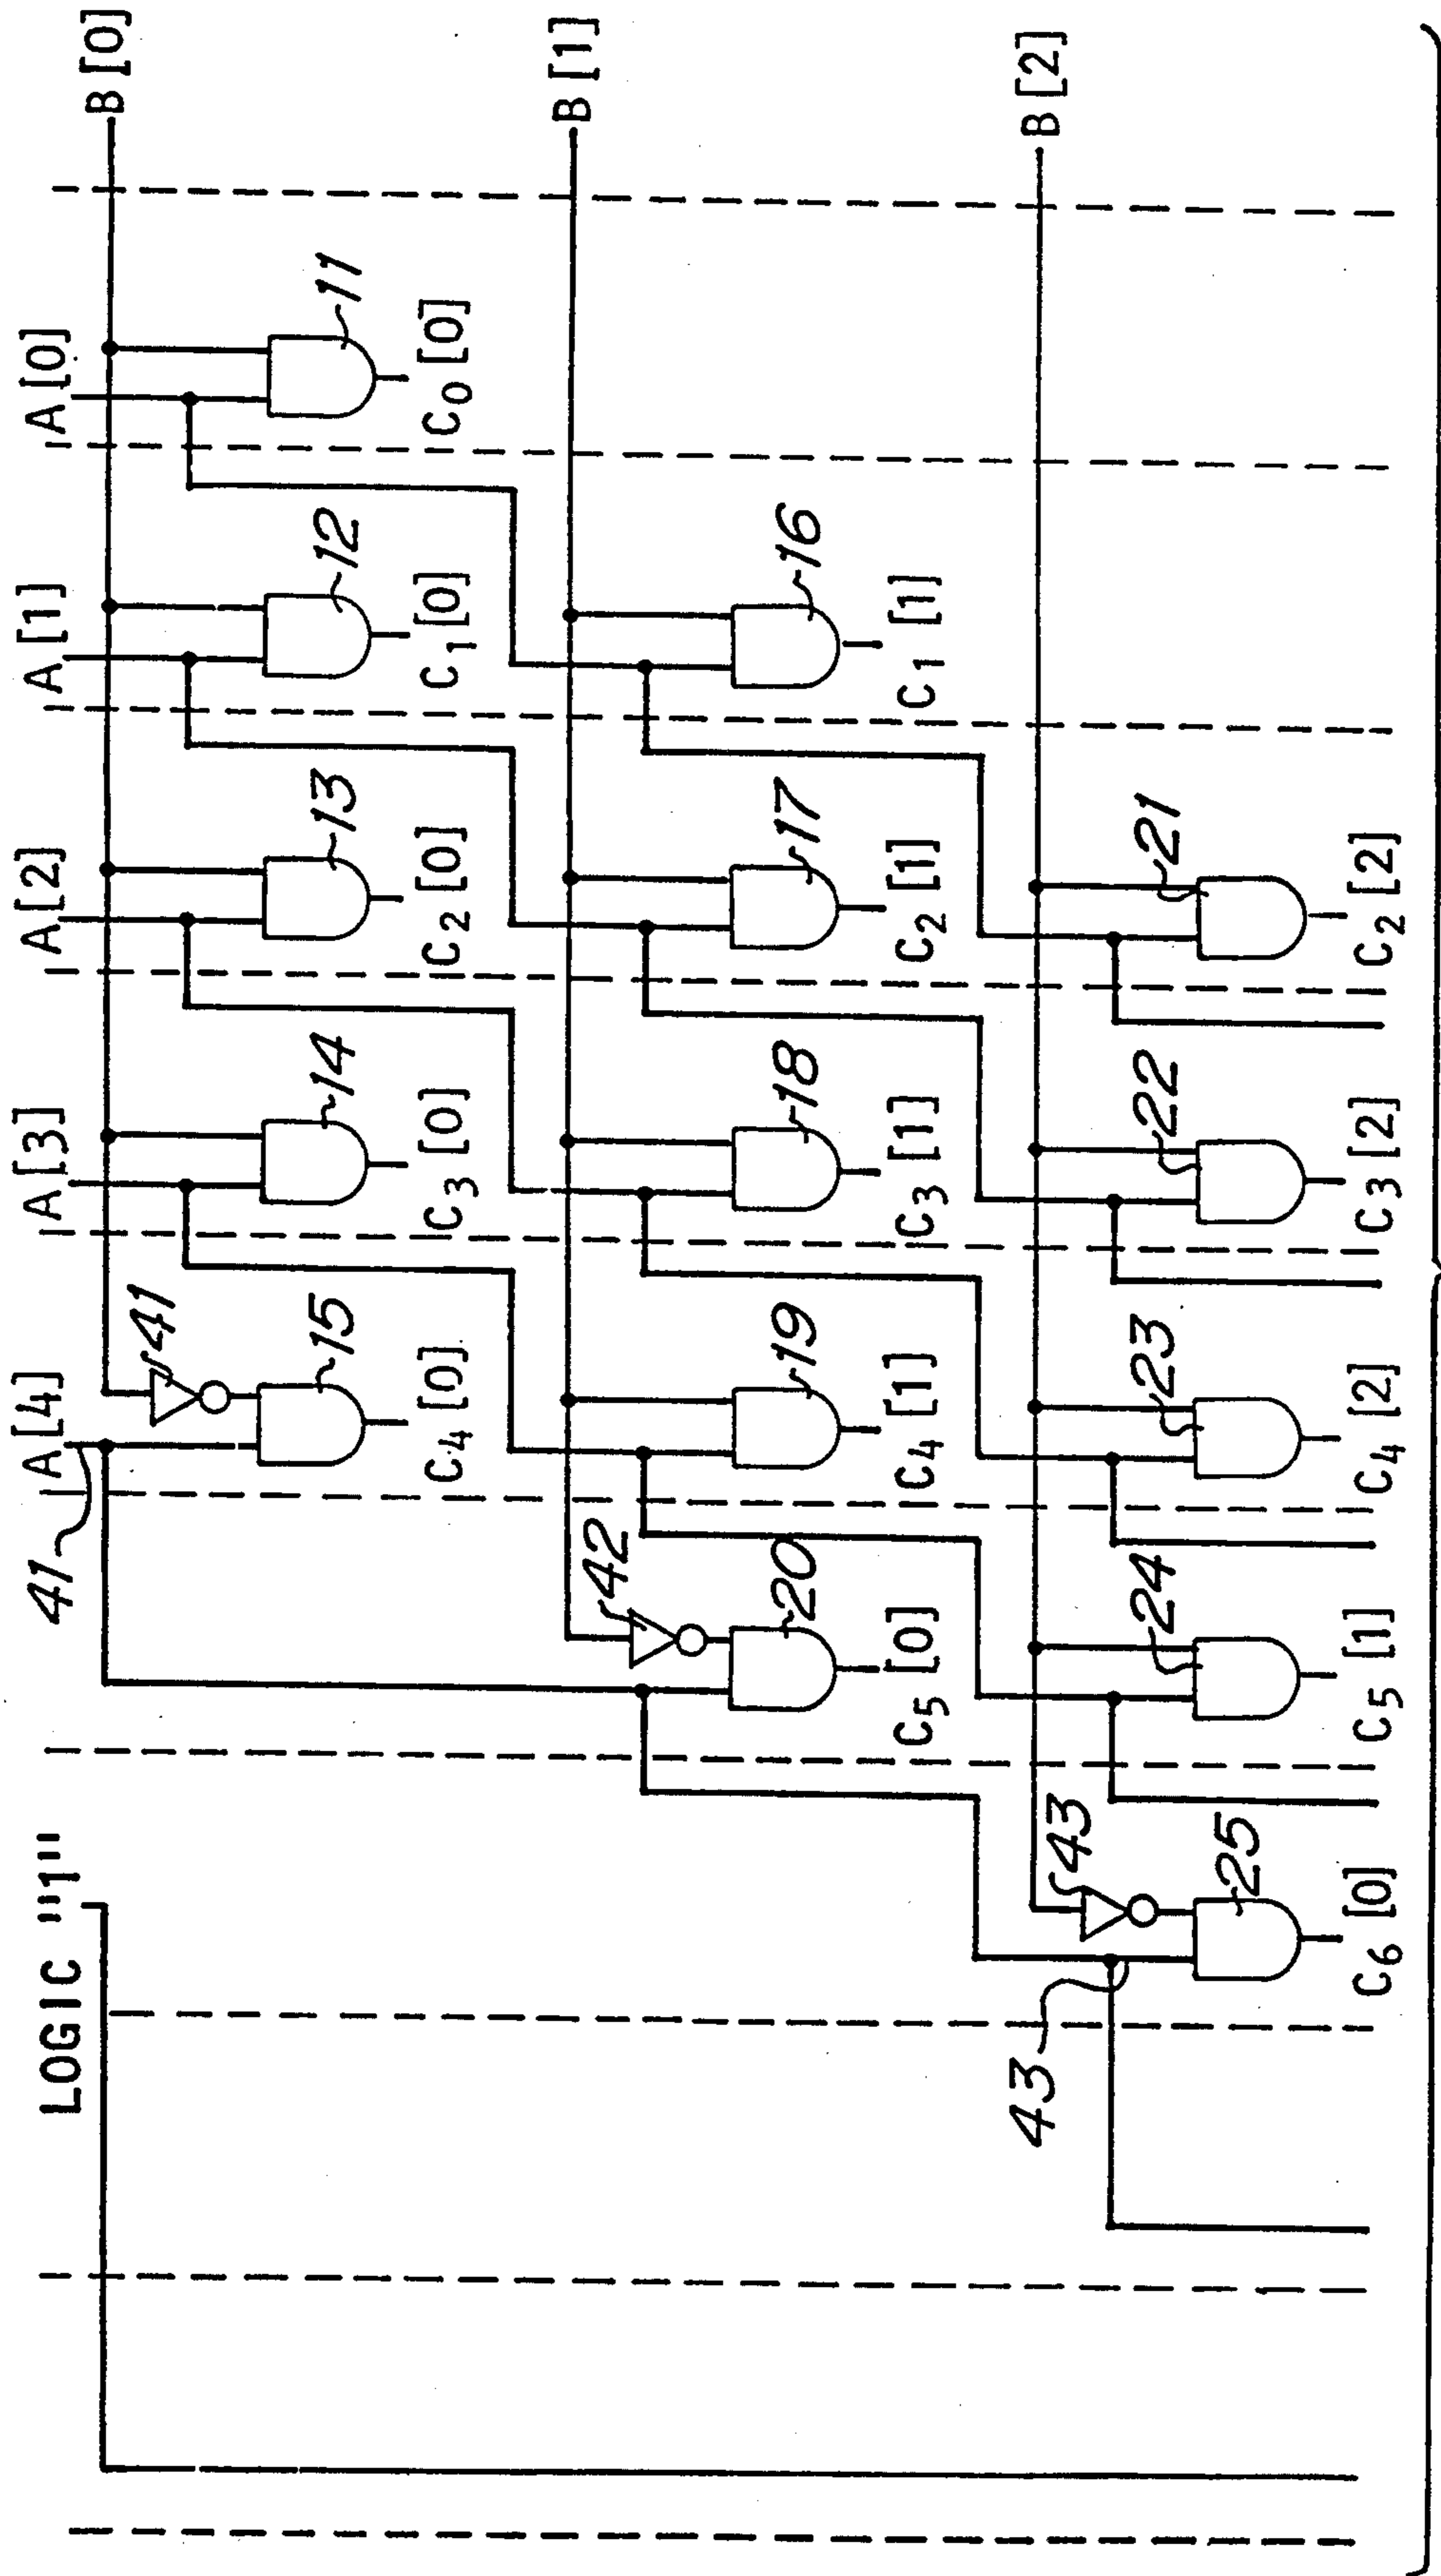 LOGIC "1" A [4] A [3] A [2] A [1] A [0]
41
B [0]
41
15 14 13 12 11
C4 [0] C3 [0] C2 [0] C1 [0] C0 [0]
B [1]
42
20 19 18 17 16
C5 [0] C4 [1] C3 [1] C2 [1] C1 [1]
B [2]
43 43
25 24 23 22 21
C6 [0] C5 [1] C4 [2] C3 [2] C2 [2]